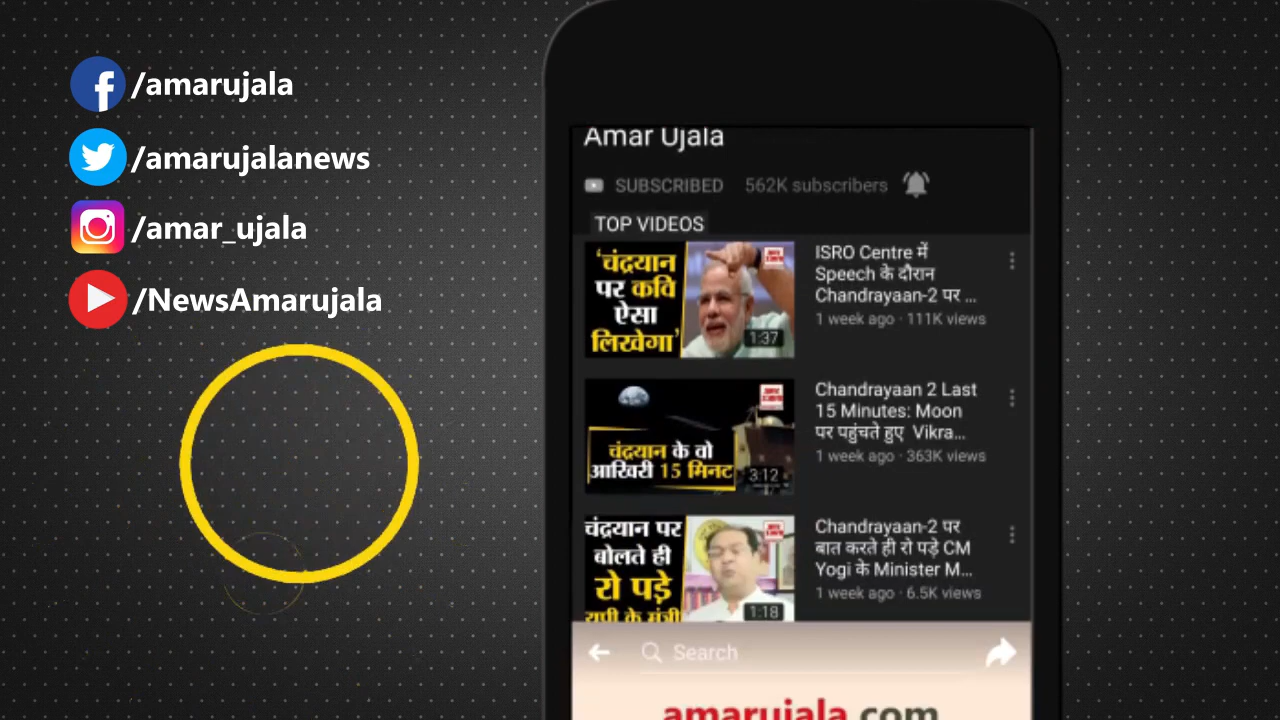 /amarujala
/amarujalanews
/amar_ujala
/NewsAmarujala
Amar Ujala
SUBSCRIBED 562K subscribers
TOP VIDEOS
'चंद्रयान
पर कवि
ऐसा
लिखेगा'
1:37
ISRO Centre में
Speech के दौरान
Chandrayaan-2 पर ...
1 week ago · 111K views
चंद्रयान के वो
आखिरी 15 मिनट
3:12
Chandrayaan 2 Last
15 Minutes: Moon
पर पहुंचते हुए Vikra...
1 week ago · 363K views
चंद्रयान पर
बोलते ही
रो पड़े
यूपी के मंत्री
1:18
Chandrayaan-2 पर
बात करते ही रो पड़े CM
Yogi के Minister M...
1 week ago · 6.5K views
Search
amarujala.com